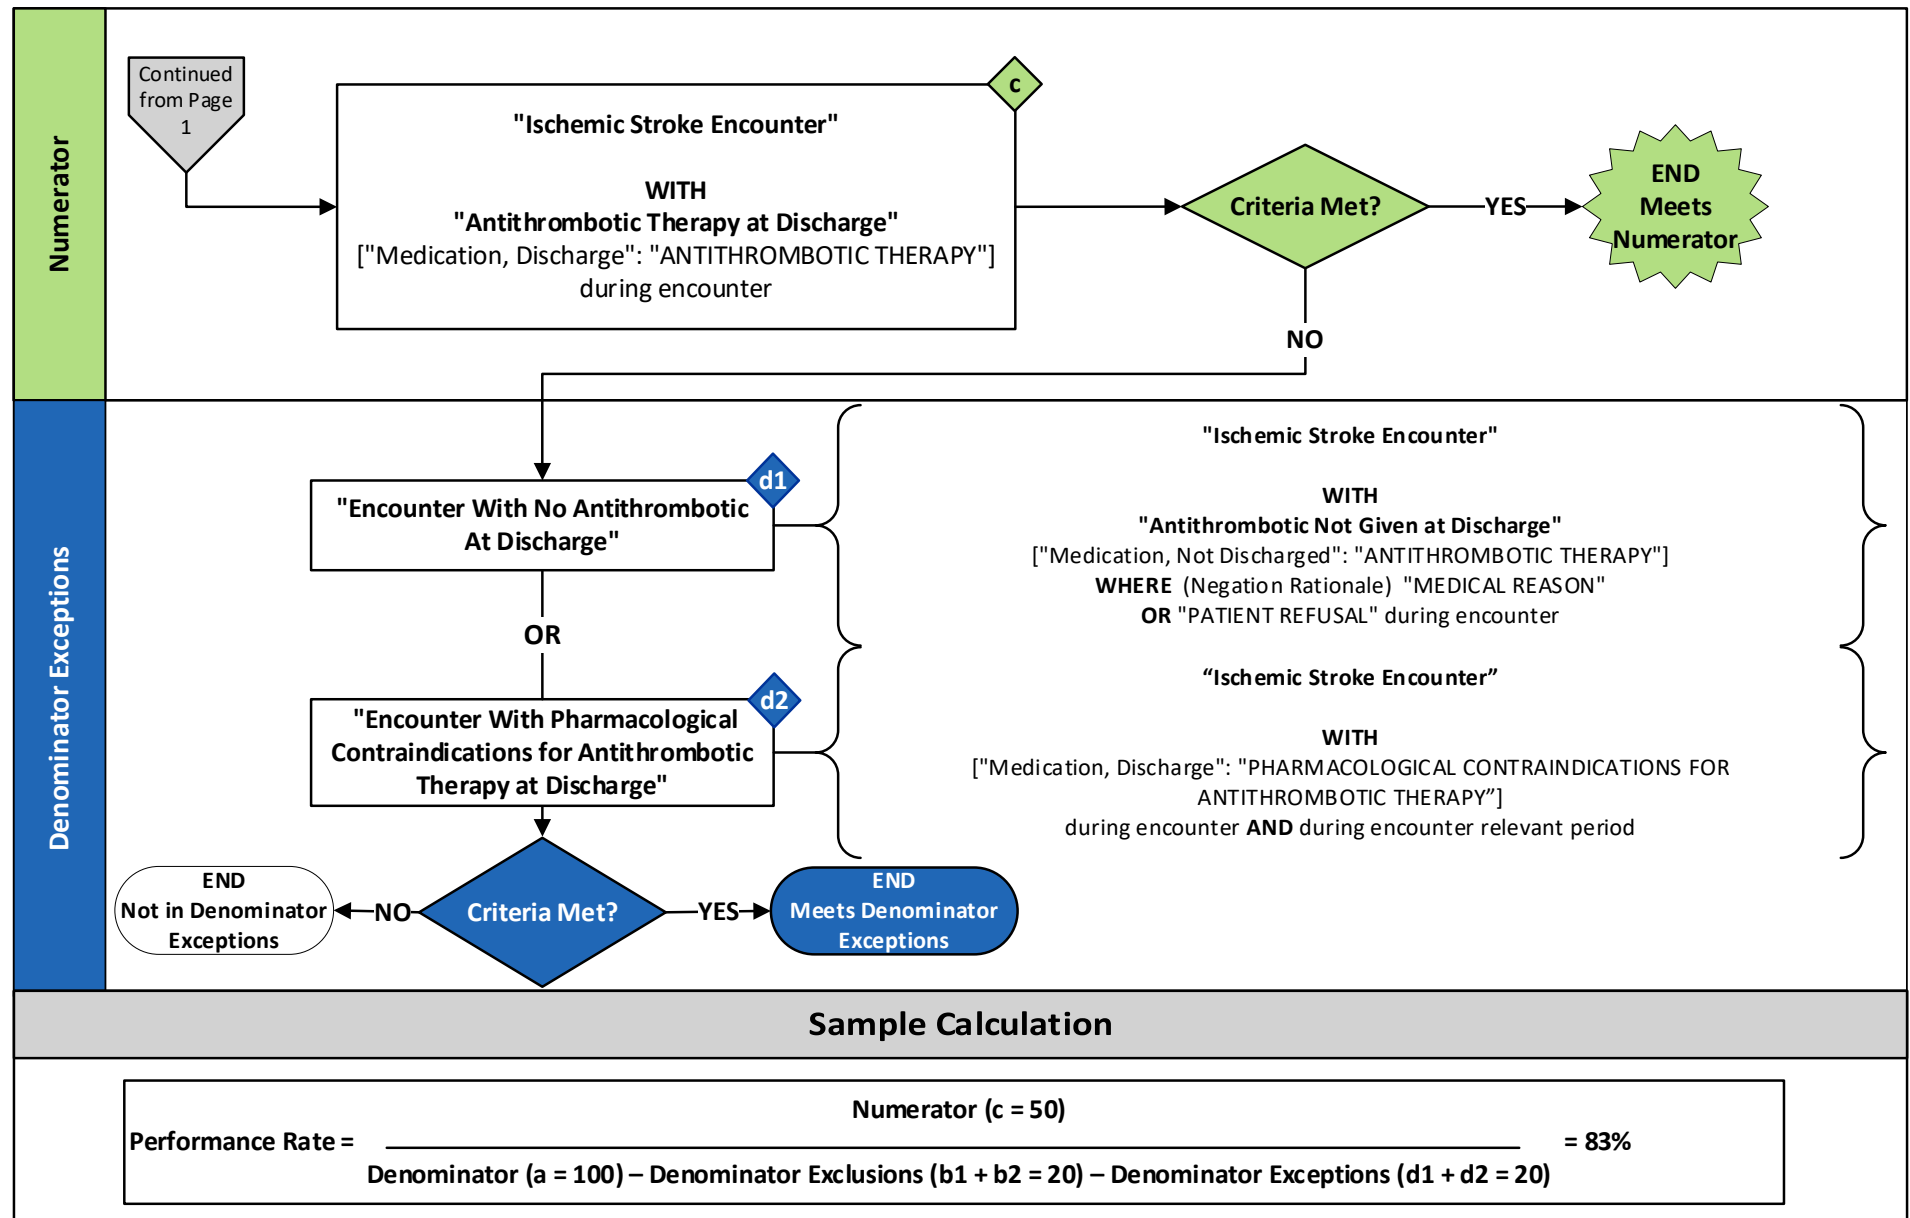 Numerator
Continued
from Page
1
c
"Ischemic Stroke Encounter"
WITH
"Antithrombotic Therapy at Discharge"
["Medication, Discharge": "ANTITHROMBOTIC THERAPY"]
during encounter
Criteria Met?
YES
END
Meets
Numerator
NO
Denominator Exceptions
d1
"Encounter With No Antithrombotic
At Discharge"
"Ischemic Stroke Encounter"
WITH
"Antithrombotic Not Given at Discharge"
["Medication, Not Discharged": "ANTITHROMBOTIC THERAPY"]
WHERE (Negation Rationale) "MEDICAL REASON"
OR "PATIENT REFUSAL" during encounter
OR
d2
"Encounter With Pharmacological
Contraindications for Antithrombotic
Therapy at Discharge"
“Ischemic Stroke Encounter”
WITH
["Medication, Discharge": "PHARMACOLOGICAL CONTRAINDICATIONS FOR
ANTITHROMBOTIC THERAPY”]
during encounter AND during encounter relevant period
Criteria Met?
NO
END
Not in Denominator
Exceptions
YES
END
Meets Denominator
Exceptions
Sample Calculation
Numerator (c = 50)
Performance Rate = = 83%
Denominator (a = 100) – Denominator Exclusions (b1 + b2 = 20) – Denominator Exceptions (d1 + d2 = 20)